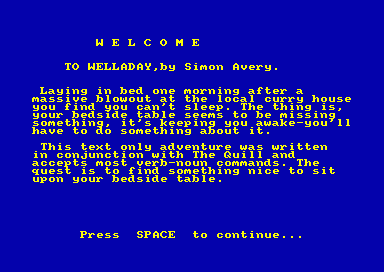 W E L C O M E
TO WELLADAY,by Simon Avery.
Laying in bed one morning after a
massive blowout at the local curry house
you find you can't sleep. The thing is,
your bedside table seems to be missing
something, it's keeping you awake-you'll
have to do something about it.
This text only adventure was written
in conjunction with The Quill and
accepts most verb-noun commands. The
quest is to find something nice to sit
upon your bedside table.
Press SPACE to continue...